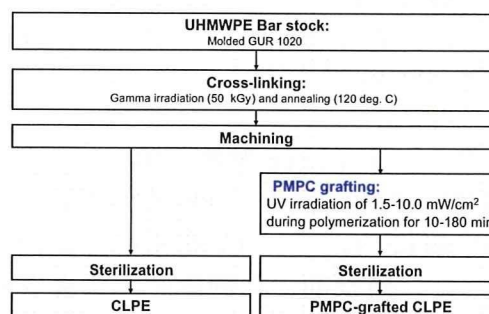 UHMWPE Bar stock:
Molded GUR 1020
Cross-linking:
Gamma irradiation (50 kGy) and annealing (120 deg. C)
Machining
PMPC grafting:
UV irradiation of 1.5-10.0 mW/cm²
during polymerization for 10-180 min
Sterilization
Sterilization
CLPE
PMPC-grafted CLPE